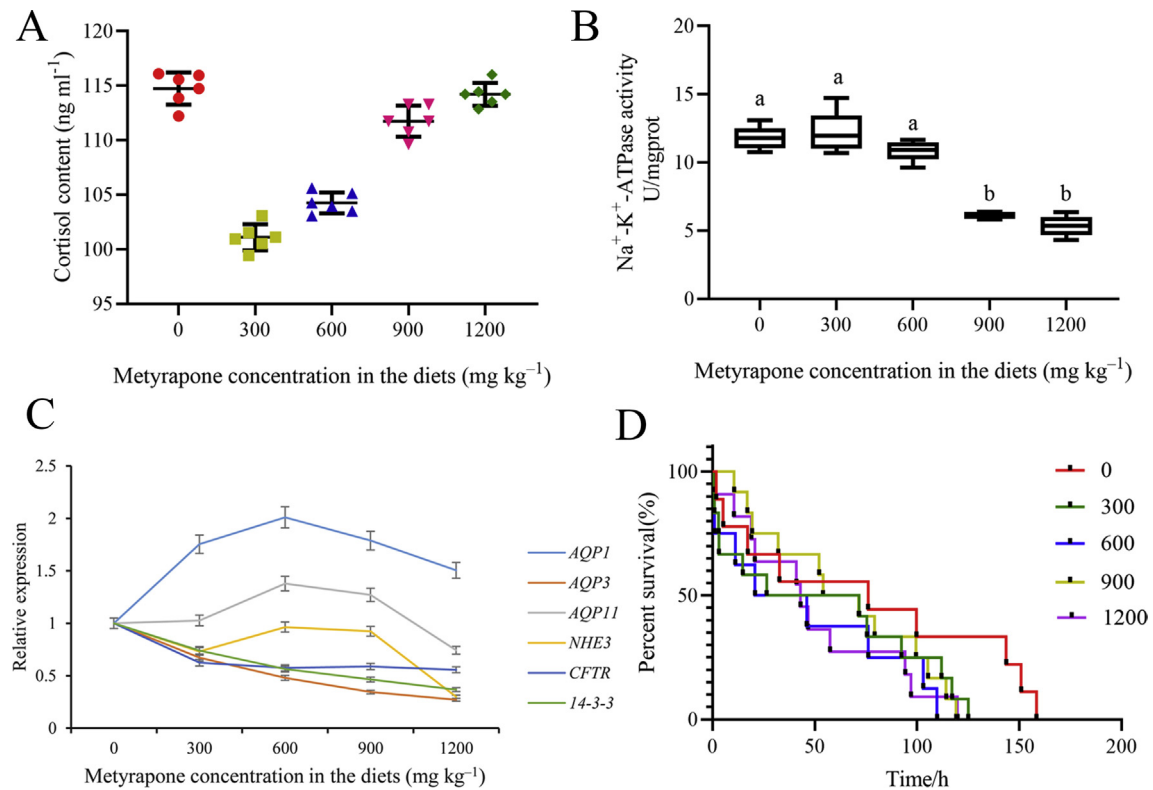 A
Cortisol content (ng ml⁻¹)
120
115
110
105
100
95
0 300 600 900 1200
Metyrapone concentration in the diets (mg kg⁻¹)
B
Na⁺-K⁺-ATPase activity
U/mgprot
20
15
10
5
0
a a a b b
0 300 600 900 1200
Metyrapone concentration in the diets (mg kg⁻¹)
C
Relative expression
2.5
2
1.5
1
0.5
0
0 300 600 900 1200
Metyrapone concentration in the diets (mg kg⁻¹)
AQP1
AQP3
AQP11
NHE3
CFTR
14-3-3
D
Percent survival(%)
100
50
0
0 50 100 150 200
Time/h
0
300
600
900
1200